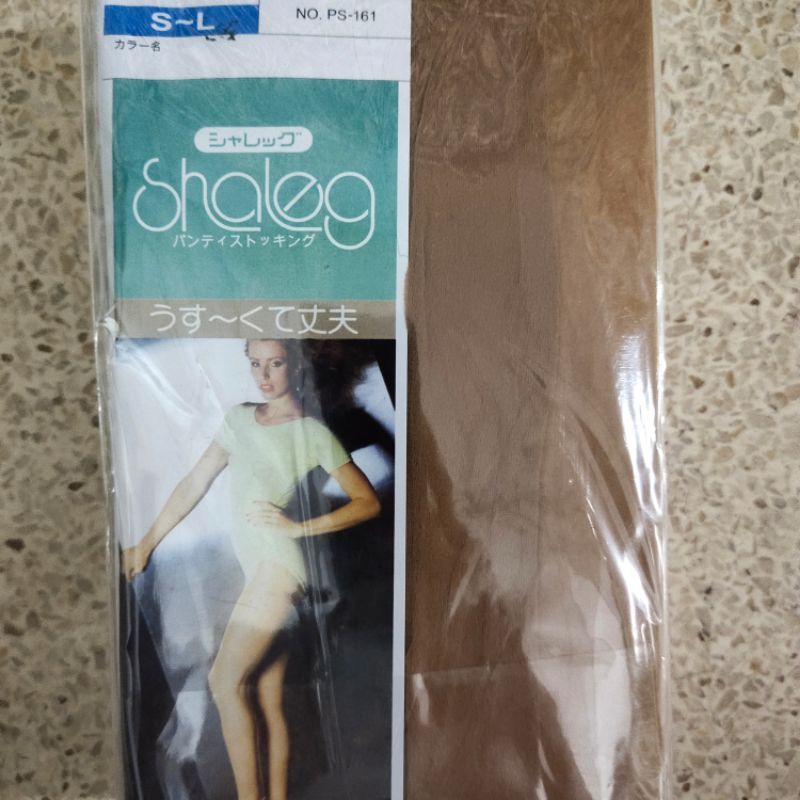 S～L
NO. PS-161
カラー名
シャレッグ
Shaleg
パンティストッキング
うす～くて丈夫